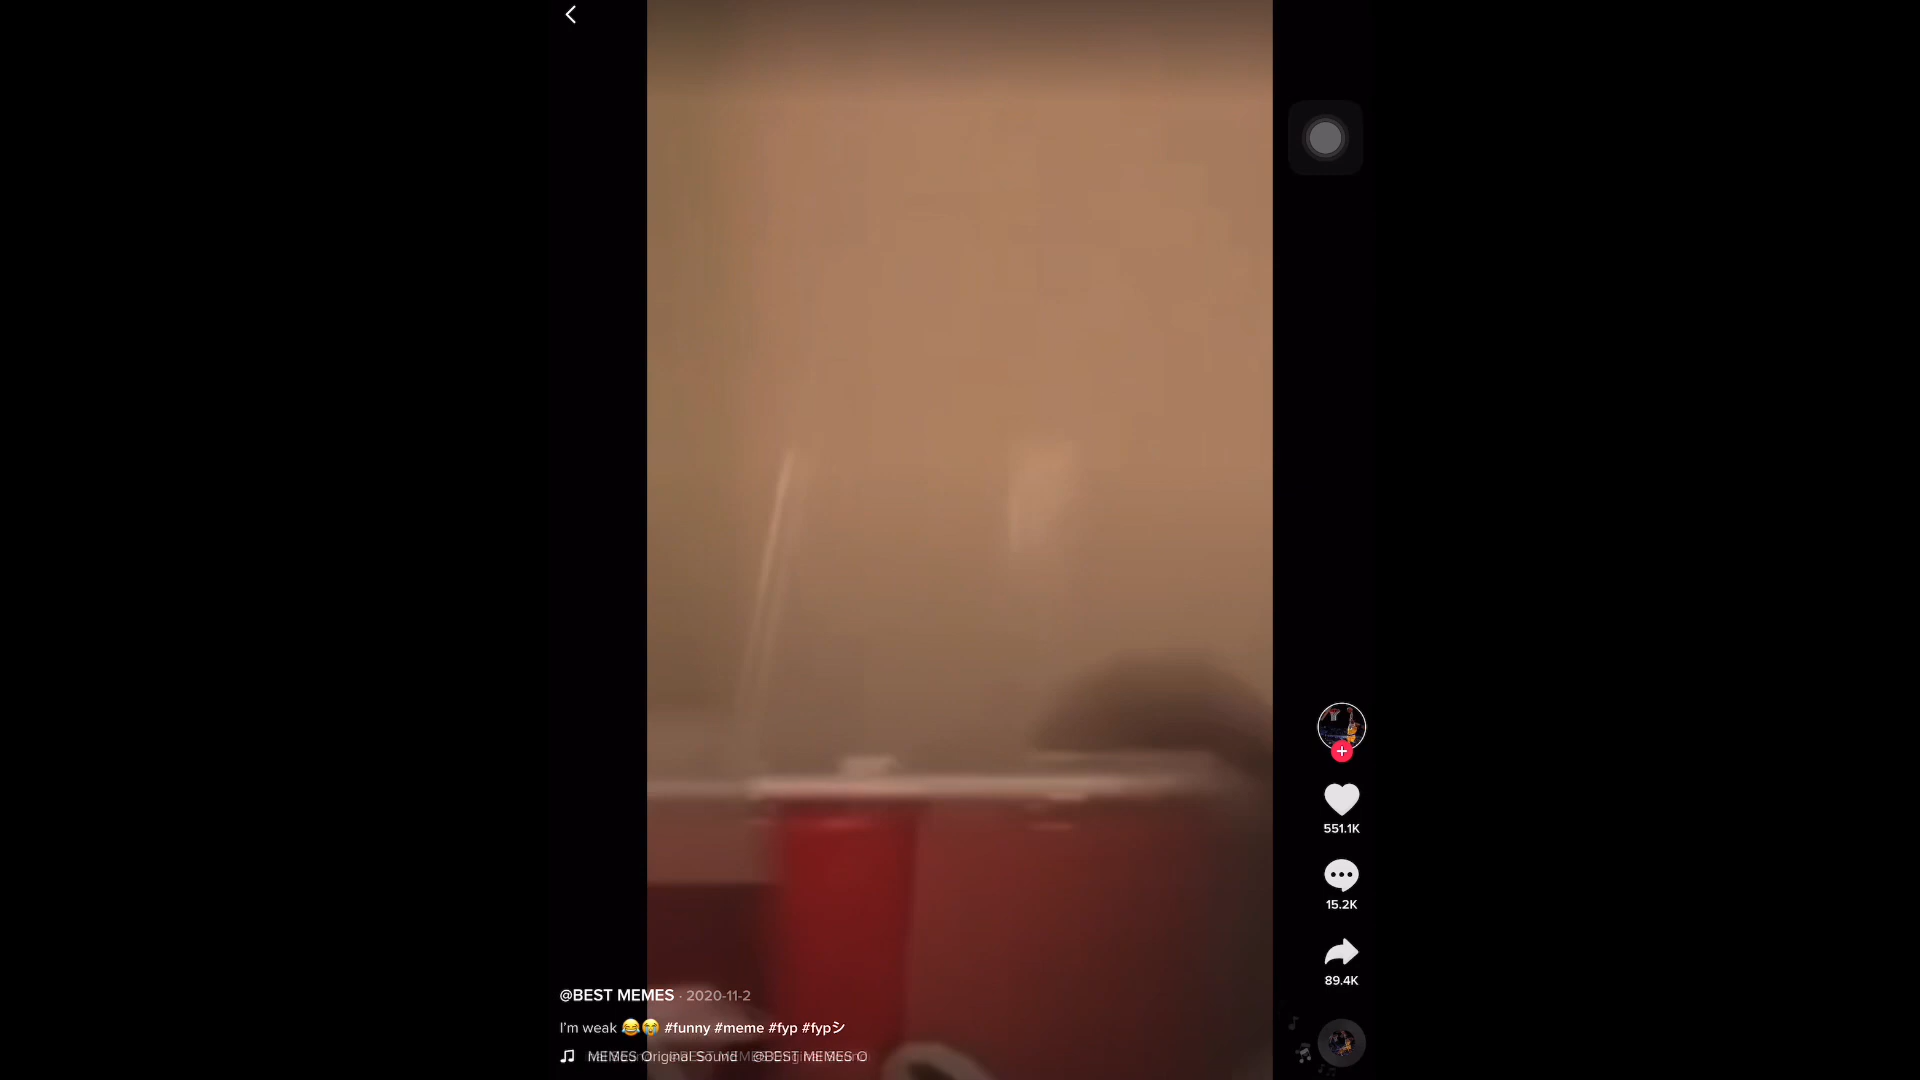 551.1K
15.2K
89.4K
@BEST MEMES · 2020-11-2
I'm weak 😂😭 #funny #meme #fyp #fypシ
MEMES Original Sound @BEST MEMES O